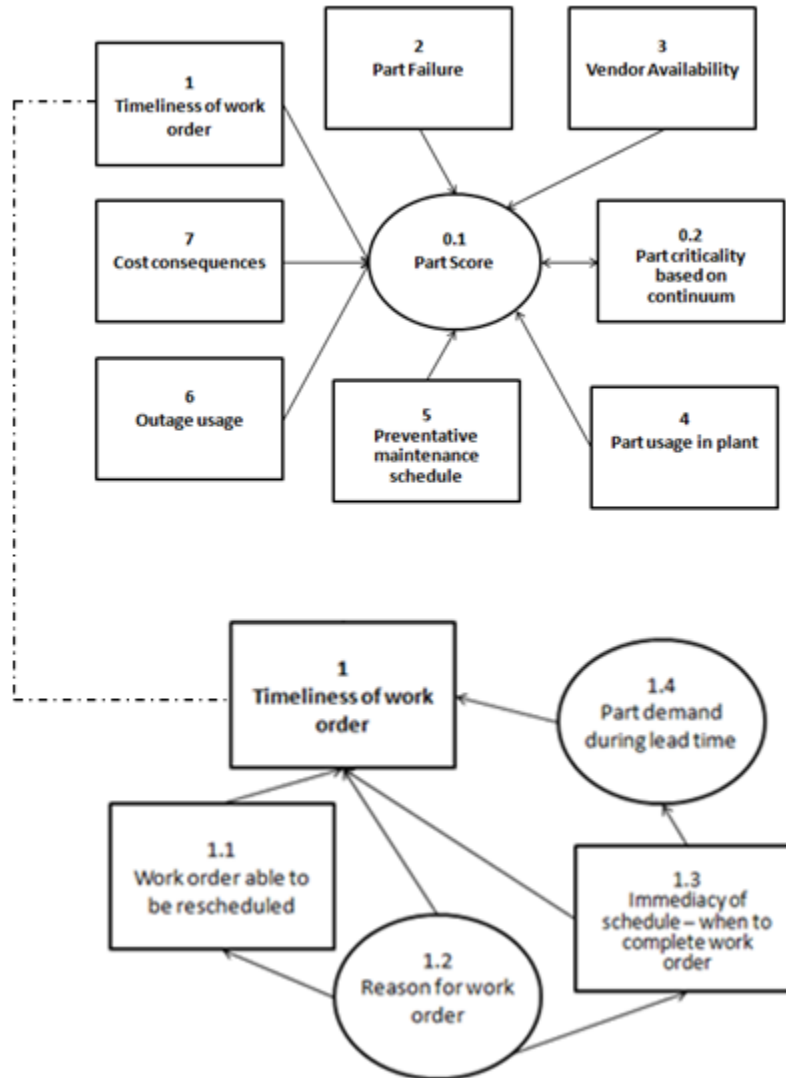 1
Timeliness of work
order
2
Part Failure
3
Vendor Availability
7
Cost consequences
0.1
Part Score
0.2
Part criticality
based on
continuum
6
Outage usage
5
Preventative
maintenance
schedule
4
Part usage in plant
1
Timeliness of work
order
1.4
Part demand
during lead time
1.1
Work order able to
be rescheduled
1.2
Reason for work
order
1.3
Immediacy of
schedule – when to
complete work
order